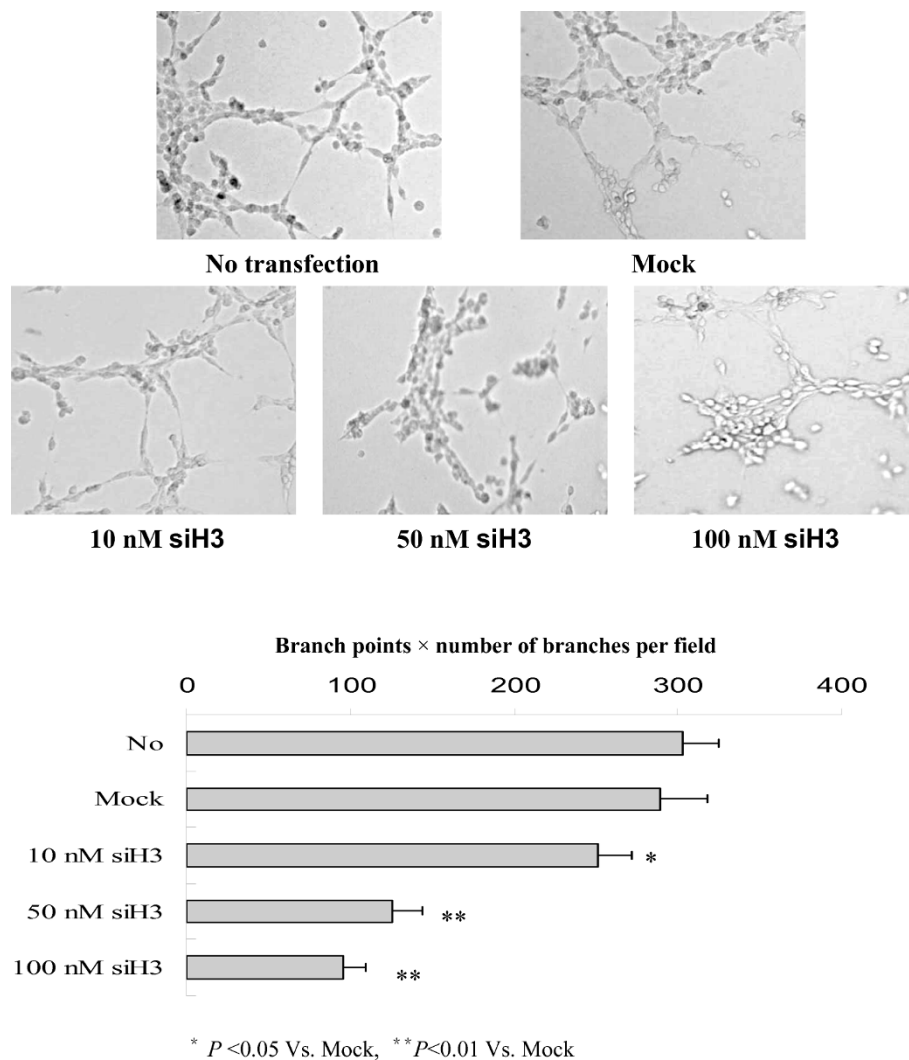 No transfection Mock
10 nM siH3 50 nM siH3 100 nM siH3
Branch points × number of branches per field
0 100 200 300 400
No
Mock
10 nM siH3 *
50 nM siH3 **
100 nM siH3 **
* P <0.05 Vs. Mock, **P<0.01 Vs. Mock